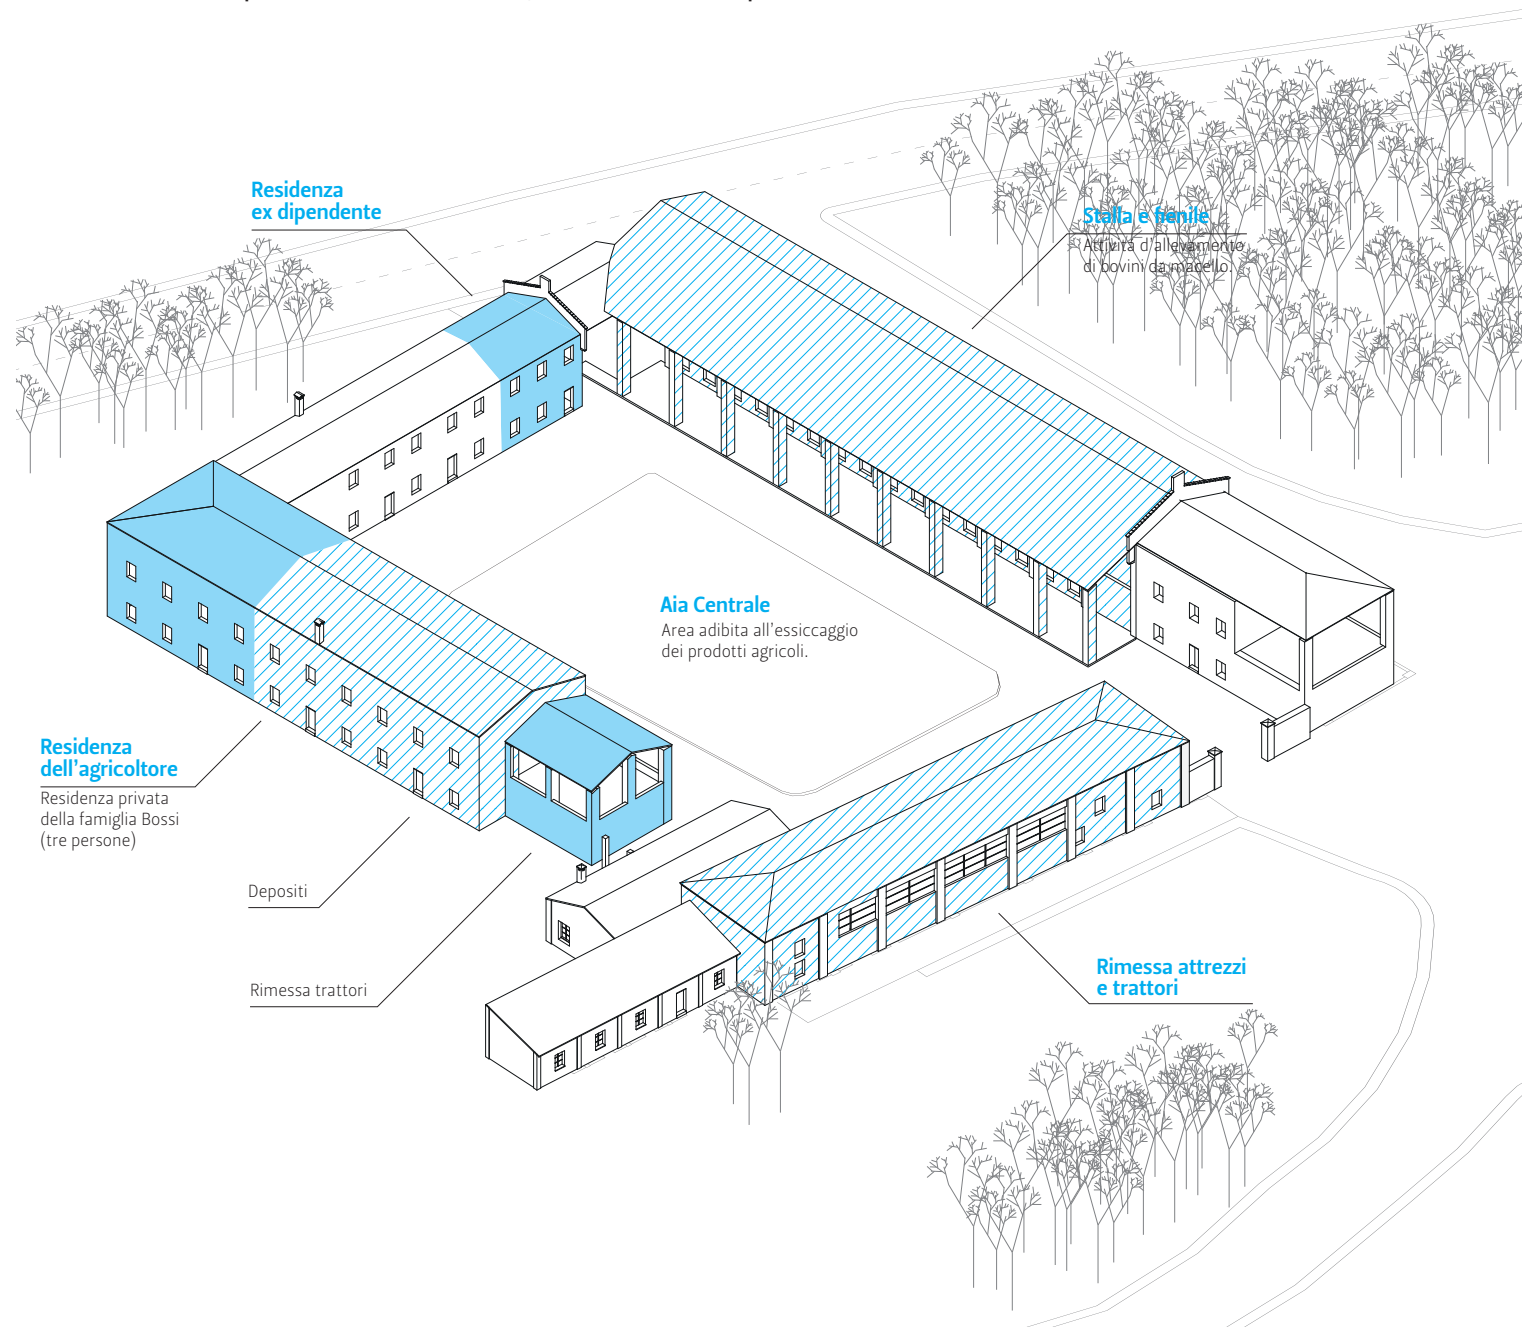 Residenza
ex dipendente
Stalla e fienile
Attività d'allevamento
di bovini da macello.
Aia Centrale
Area adibita all'essiccaggio
dei prodotti agricoli.
Residenza
dell'agricoltore
Residenza privata
della famiglia Bossi
(tre persone)
Depositi
Rimessa trattori
Rimessa attrezzi
e trattori